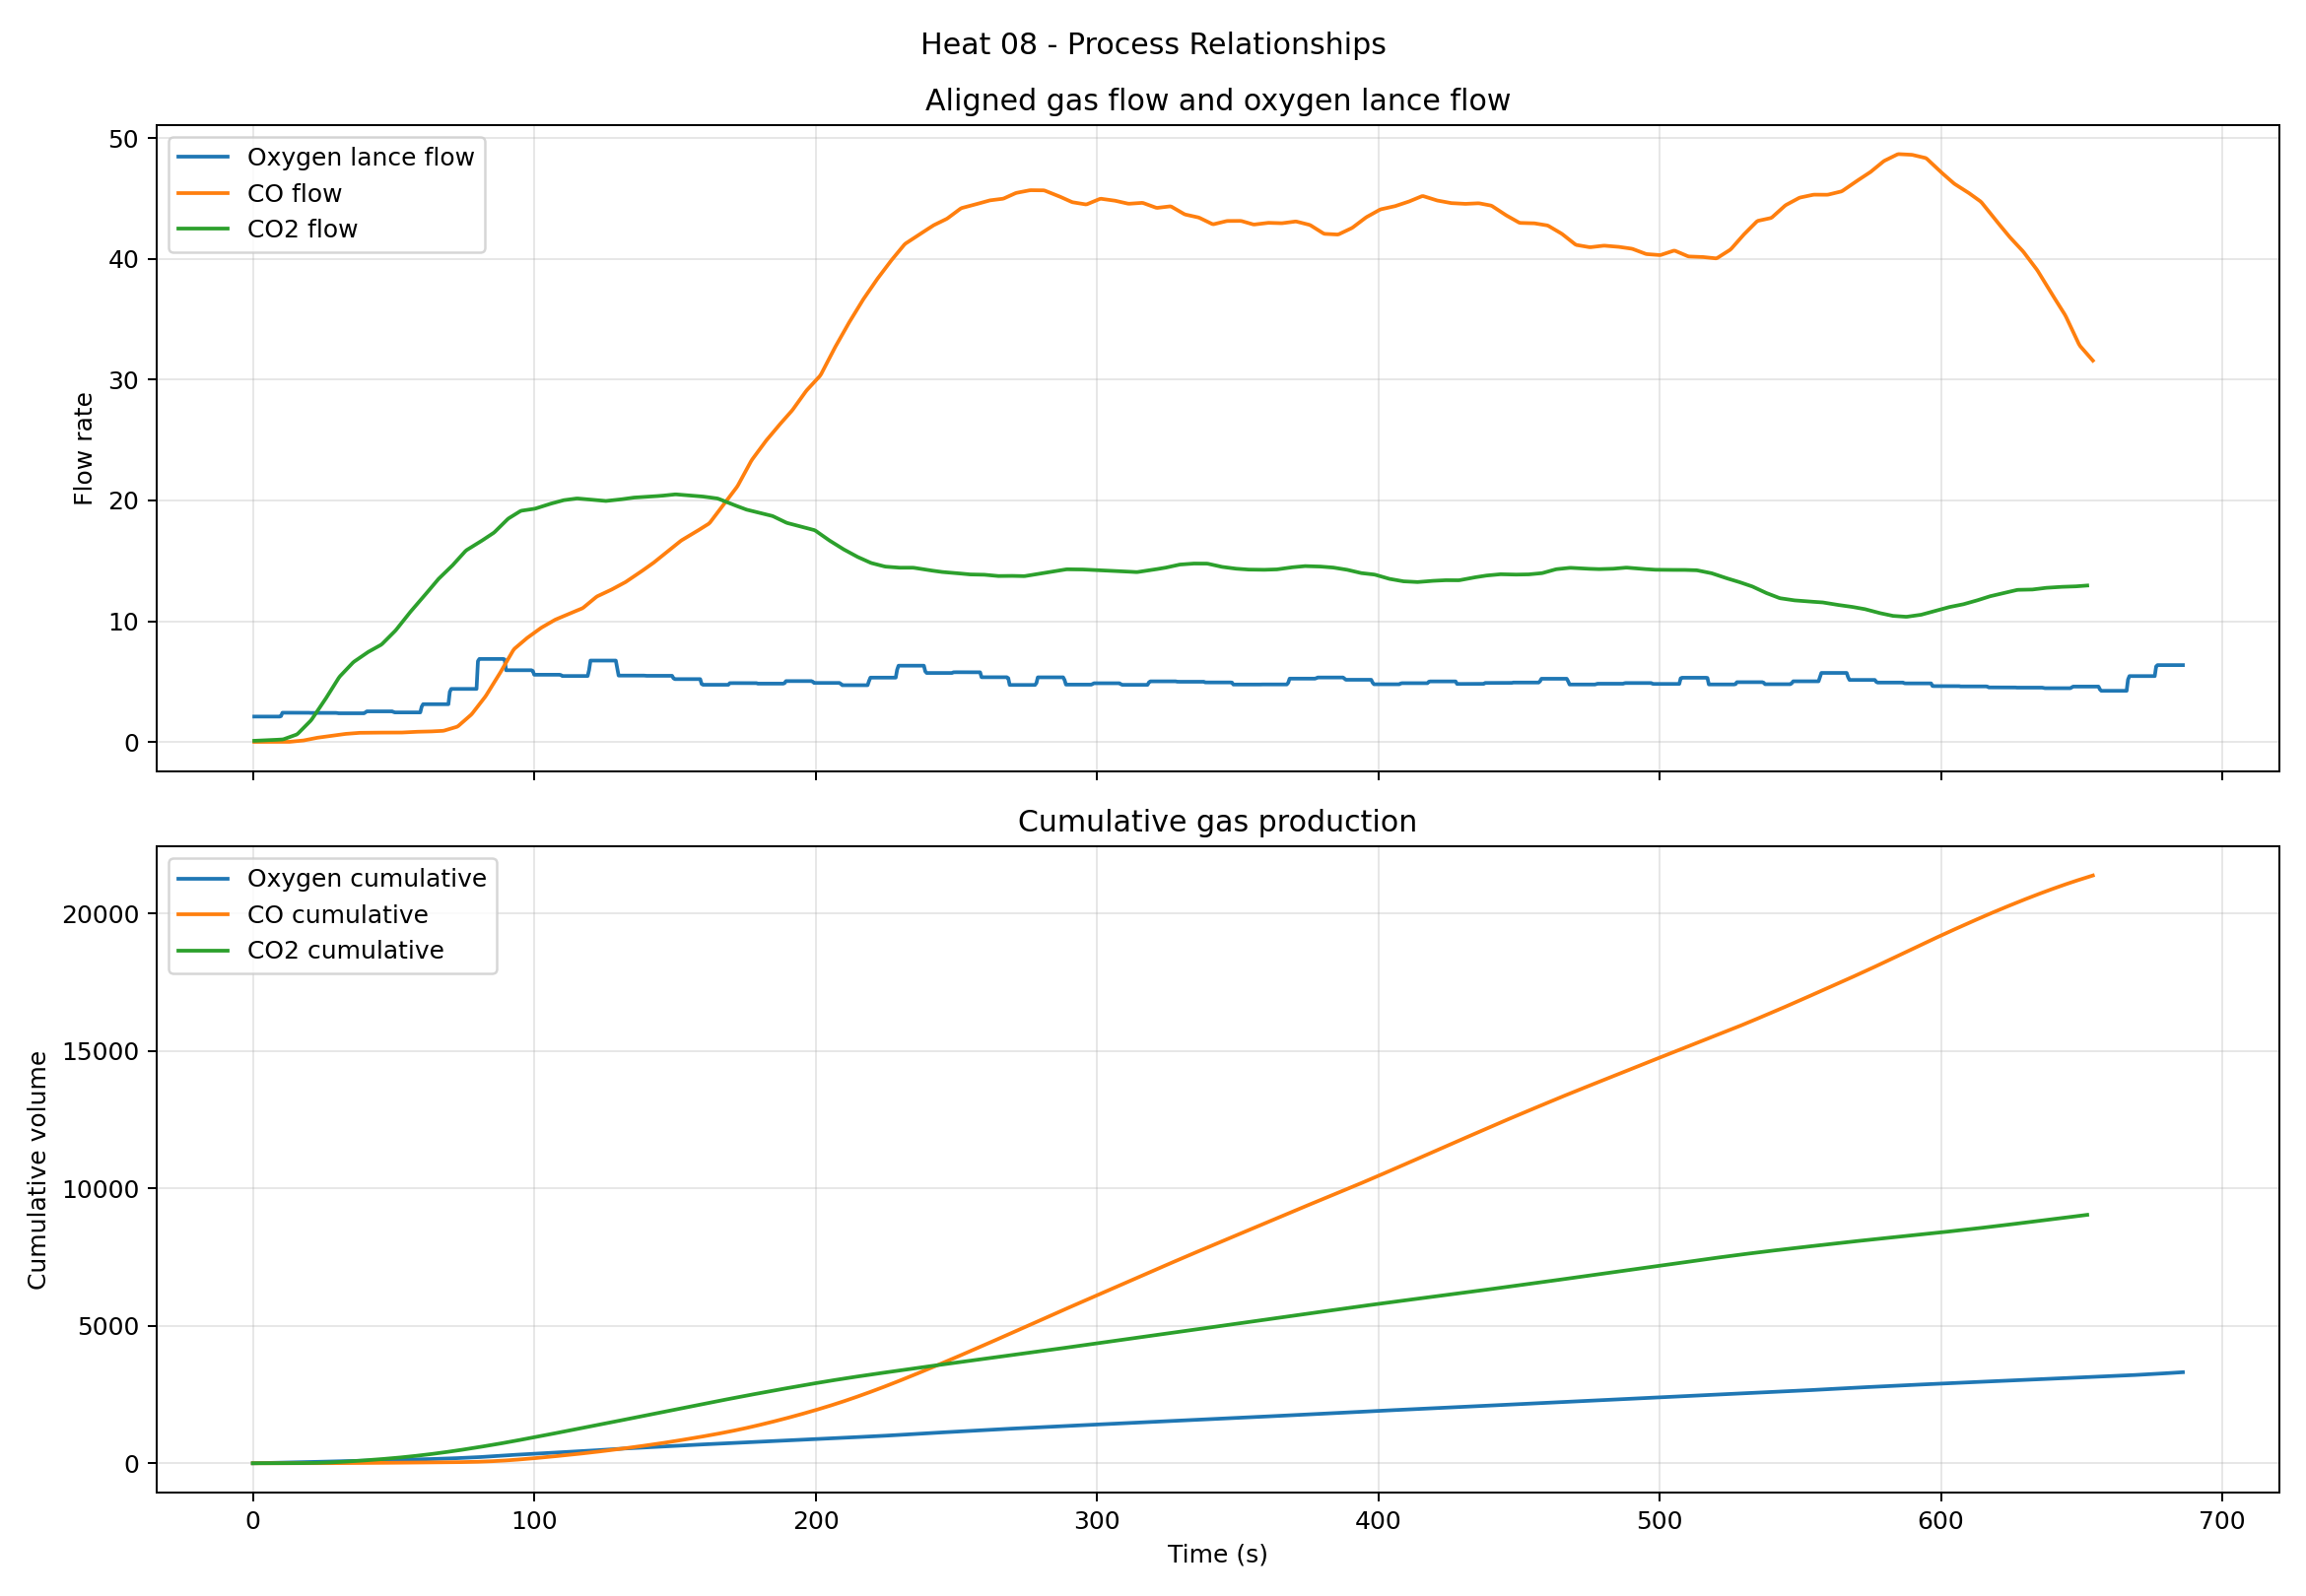 Heat 08 - Process Relationships
Aligned gas flow and oxygen lance flow
50
40
30
20
10
0
Flow rate
Oxygen lance flow
CO flow
CO2 flow
Cumulative gas production
20000
15000
10000
5000
0
Cumulative volume
Oxygen cumulative
CO cumulative
CO2 cumulative
0 100 200 300 400 500 600 700
Time (s)